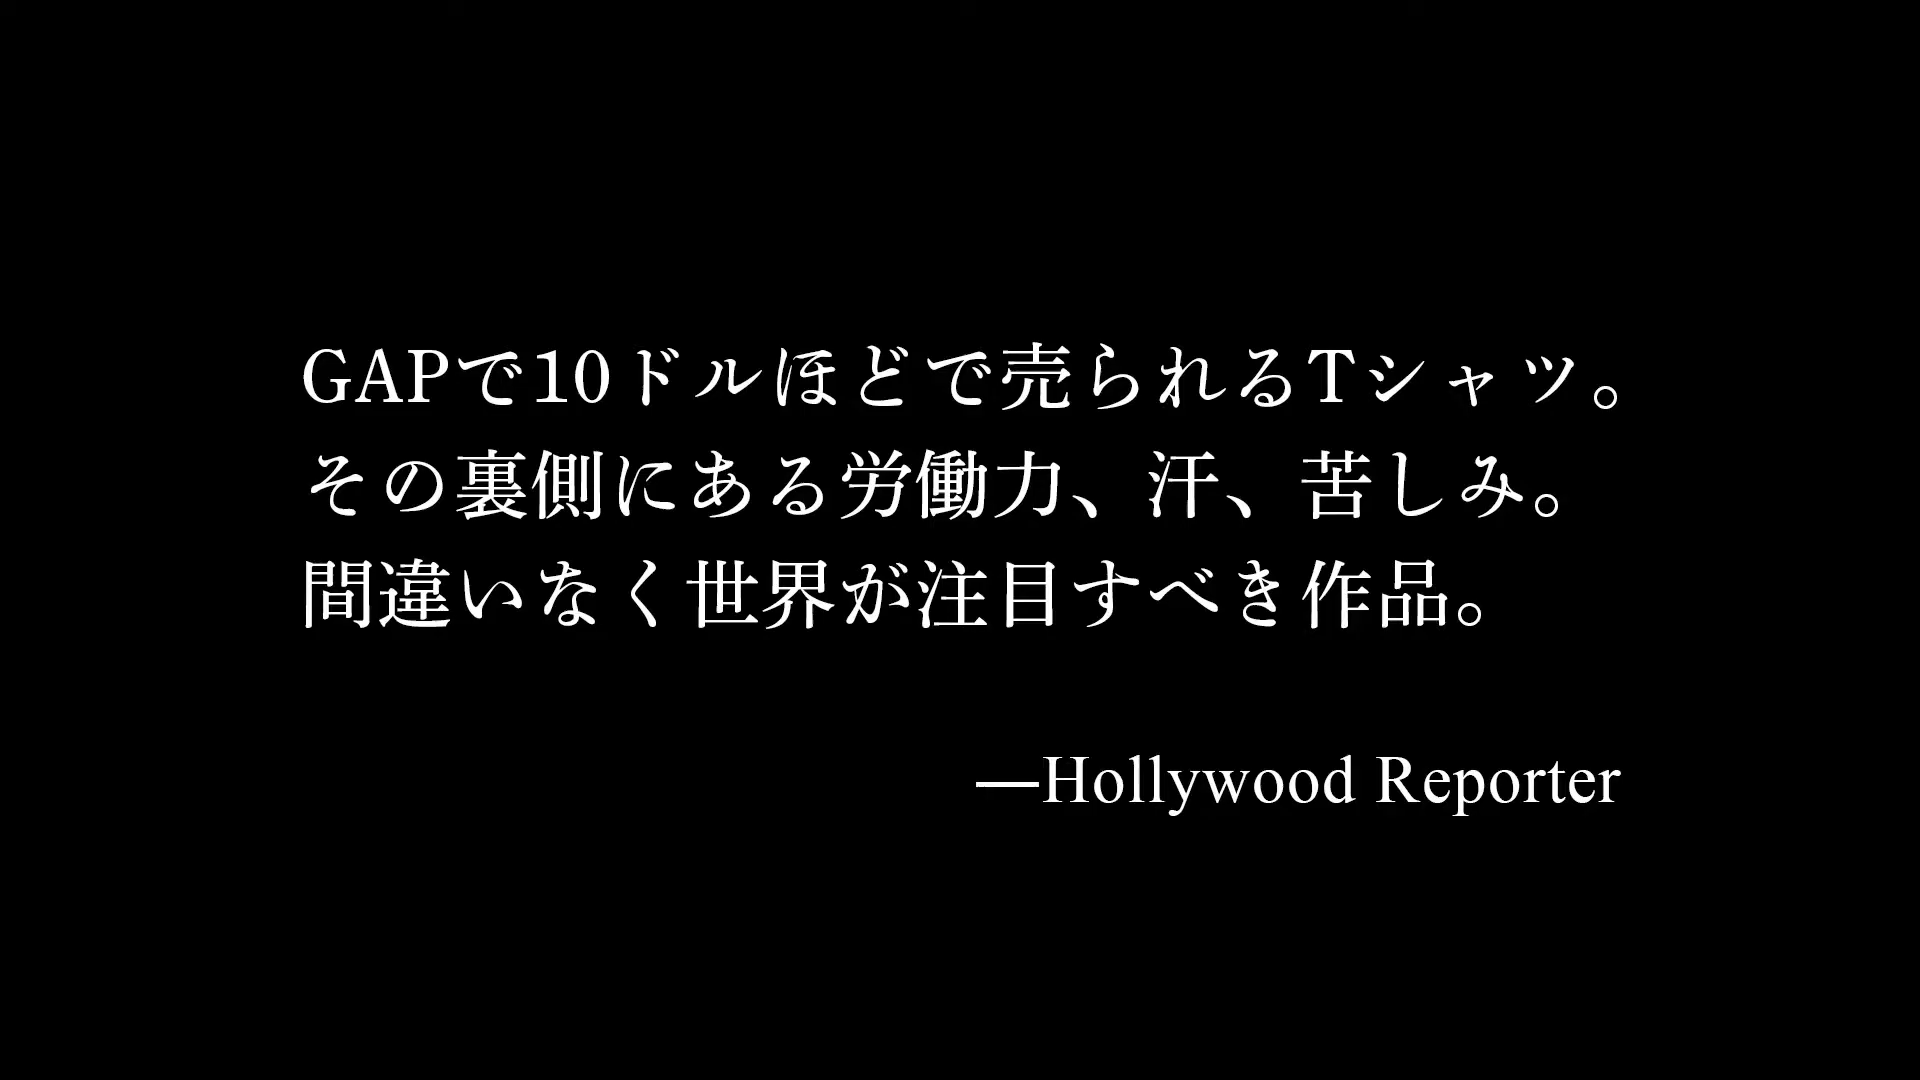 GAPで10ドルほどで売られるTシャツ。
その裏側にある労働力、汗、苦しみ。
間違いなく世界が注目すべき作品。
—Hollywood Reporter